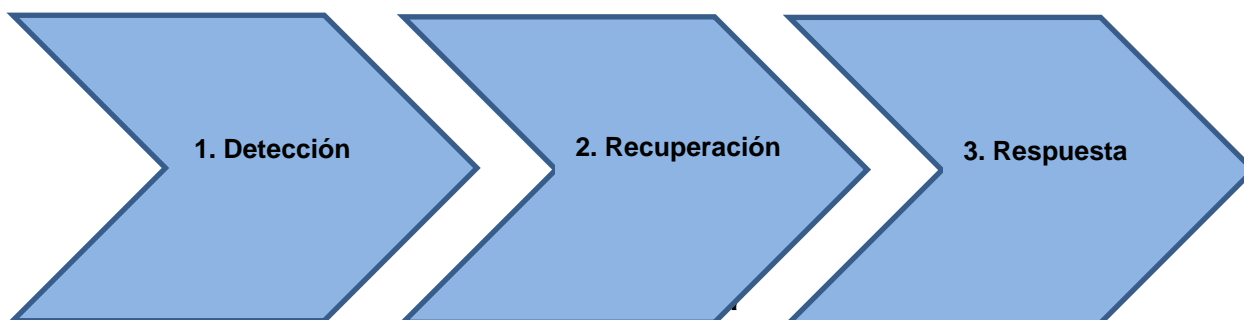 1. Detección
2. Recuperación
3. Respuesta